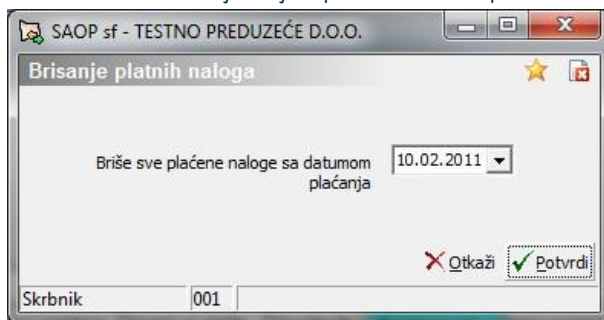 SAOP sf - TESTNO PREDUZEĆE D.O.O.
Brisanje platnih naloga
Briše sve plaćene naloge sa datumom
plaćanja
10.02.2011
Otkaži
Potvrdi
Skrbnik
001